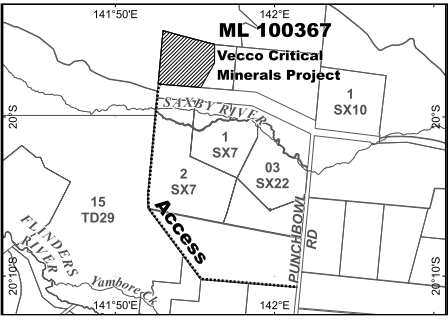 141°50'E
142°E
ML 100367
Vecco Critical
Minerals Project
1
SX10
20°S
20°S
SAXBY RIVER
1
SX7
2
SX7
03
SX22
15
TD29
Access
PUNCHBOWL
RD
FLINDERS
RIVER
Yambore Ck
20°10'S
20°10'S
141°50'E
142°E